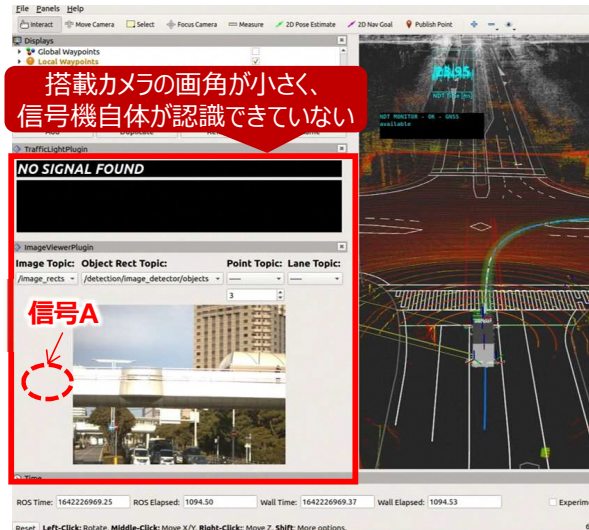 File Panels Help
Interact Move Camera Select Focus Camera Measure 2D Pose Estimate 2D Nav Goal Publish Point
Displays
Global Waypoints
Local Waypoints
搭載カメラの画角が小さく、
信号機自体が認識できていない
Add
TrafficLightPlugin
NO SIGNAL FOUND
NDT MONITOR - OK - GNSS
available
ImageViewerPlugin
Image Topic: Object Rect Topic: Point Topic: Lane Topic:
/image_rects /detection/image_detector/objects ---- ----
3
信号A
Time
ROS Time: 1642226969.25 ROS Elapsed: 1094.50 Wall Time: 1642226969.37 Wall Elapsed: 1094.53 Experim
Reset Left-Click: Rotate. Middle-Click: Move X/Y. Right-Click:: Move Z. Shift: More options.